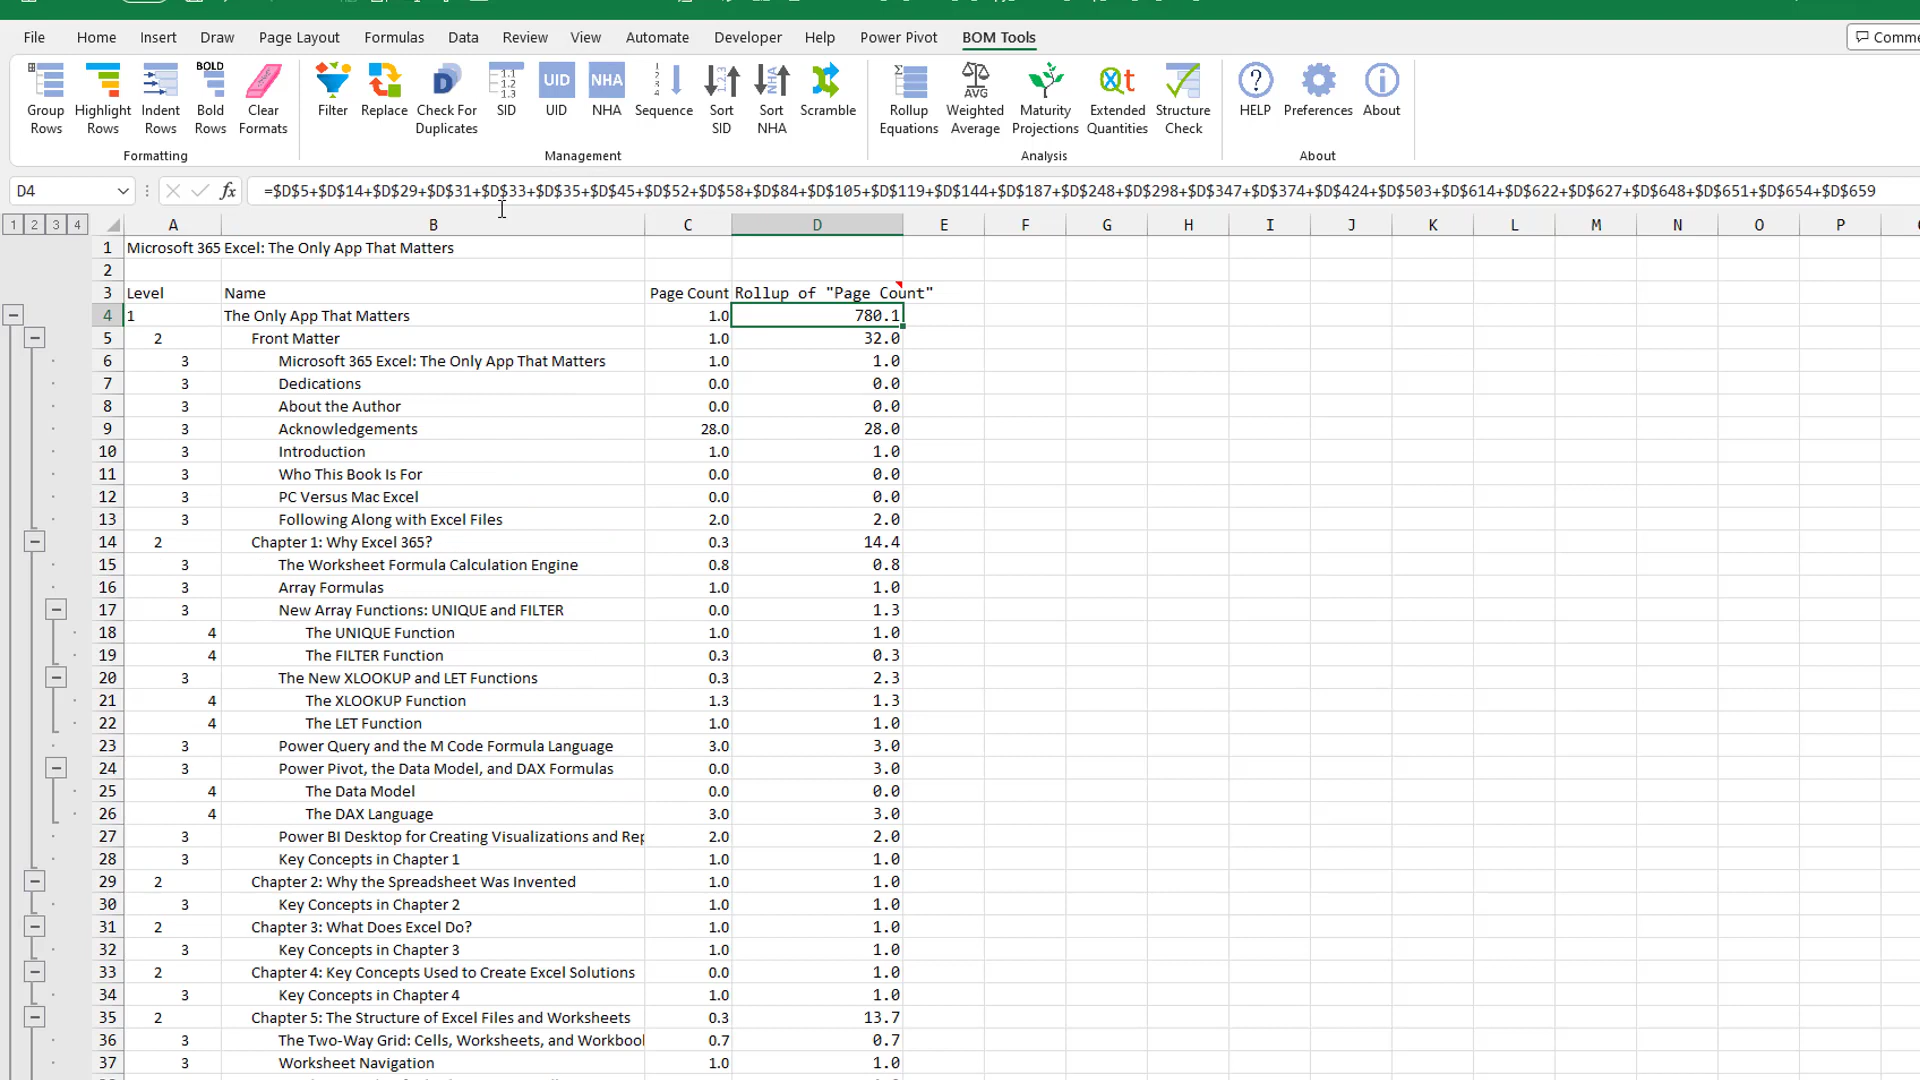 File Home Insert Draw Page Layout Formulas Data Review View Automate Developer Help Power Pivot BOM Tools
Group Rows Highlight Rows Indent Rows BOLD Bold Rows Clear Formats Filter Replace Check For Duplicates SID UID UID NHA NHA Sequence Sort SID Sort NHA Scramble Rollup Equations AVG Weighted Average Maturity Projections Qt Extended Quantities Structure Check HELP Preferences About
Formatting Management Analysis About
D4 fx =$D$5+$D$14+$D$29+$D$31+$D$33+$D$35+$D$45+$D$52+$D$58+$D$84+$D$105+$D$119+$D$144+$D$187+$D$248+$D$298+$D$347+$D$374+$D$424+$D$503+$D$614+$D$622+$D$627+$D$648+$D$651+$D$654+$D$659
1 2 3 4 A B C D E F G H I J K L M N O P
1 Microsoft 365 Excel: The Only App That Matters
2
3 Level Name Page Count Rollup of "Page Count"
4 1 The Only App That Matters 1.0 780.1
5 2 Front Matter 1.0 32.0
6 3 Microsoft 365 Excel: The Only App That Matters 1.0 1.0
7 3 Dedications 0.0 0.0
8 3 About the Author 0.0 0.0
9 3 Acknowledgements 28.0 28.0
10 3 Introduction 1.0 1.0
11 3 Who This Book Is For 0.0 0.0
12 3 PC Versus Mac Excel 0.0 0.0
13 3 Following Along with Excel Files 2.0 2.0
14 2 Chapter 1: Why Excel 365? 0.3 14.4
15 3 The Worksheet Formula Calculation Engine 0.8 0.8
16 3 Array Formulas 1.0 1.0
17 3 New Array Functions: UNIQUE and FILTER 0.0 1.3
18 4 The UNIQUE Function 1.0 1.0
19 4 The FILTER Function 0.3 0.3
20 3 The New XLOOKUP and LET Functions 0.3 2.3
21 4 The XLOOKUP Function 1.3 1.3
22 4 The LET Function 1.0 1.0
23 3 Power Query and the M Code Formula Language 3.0 3.0
24 3 Power Pivot, the Data Model, and DAX Formulas 0.0 3.0
25 4 The Data Model 0.0 0.0
26 4 The DAX Language 3.0 3.0
27 3 Power BI Desktop for Creating Visualizations and Rep 2.0 2.0
28 3 Key Concepts in Chapter 1 1.0 1.0
29 2 Chapter 2: Why the Spreadsheet Was Invented 1.0 1.0
30 3 Key Concepts in Chapter 2 1.0 1.0
31 2 Chapter 3: What Does Excel Do? 1.0 1.0
32 3 Key Concepts in Chapter 3 1.0 1.0
33 2 Chapter 4: Key Concepts Used to Create Excel Solutions 0.0 1.0
34 3 Key Concepts in Chapter 4 1.0 1.0
35 2 Chapter 5: The Structure of Excel Files and Worksheets 0.3 13.7
36 3 The Two-Way Grid: Cells, Worksheets, and Workbool 0.7 0.7
37 3 Worksheet Navigation 1.0 1.0